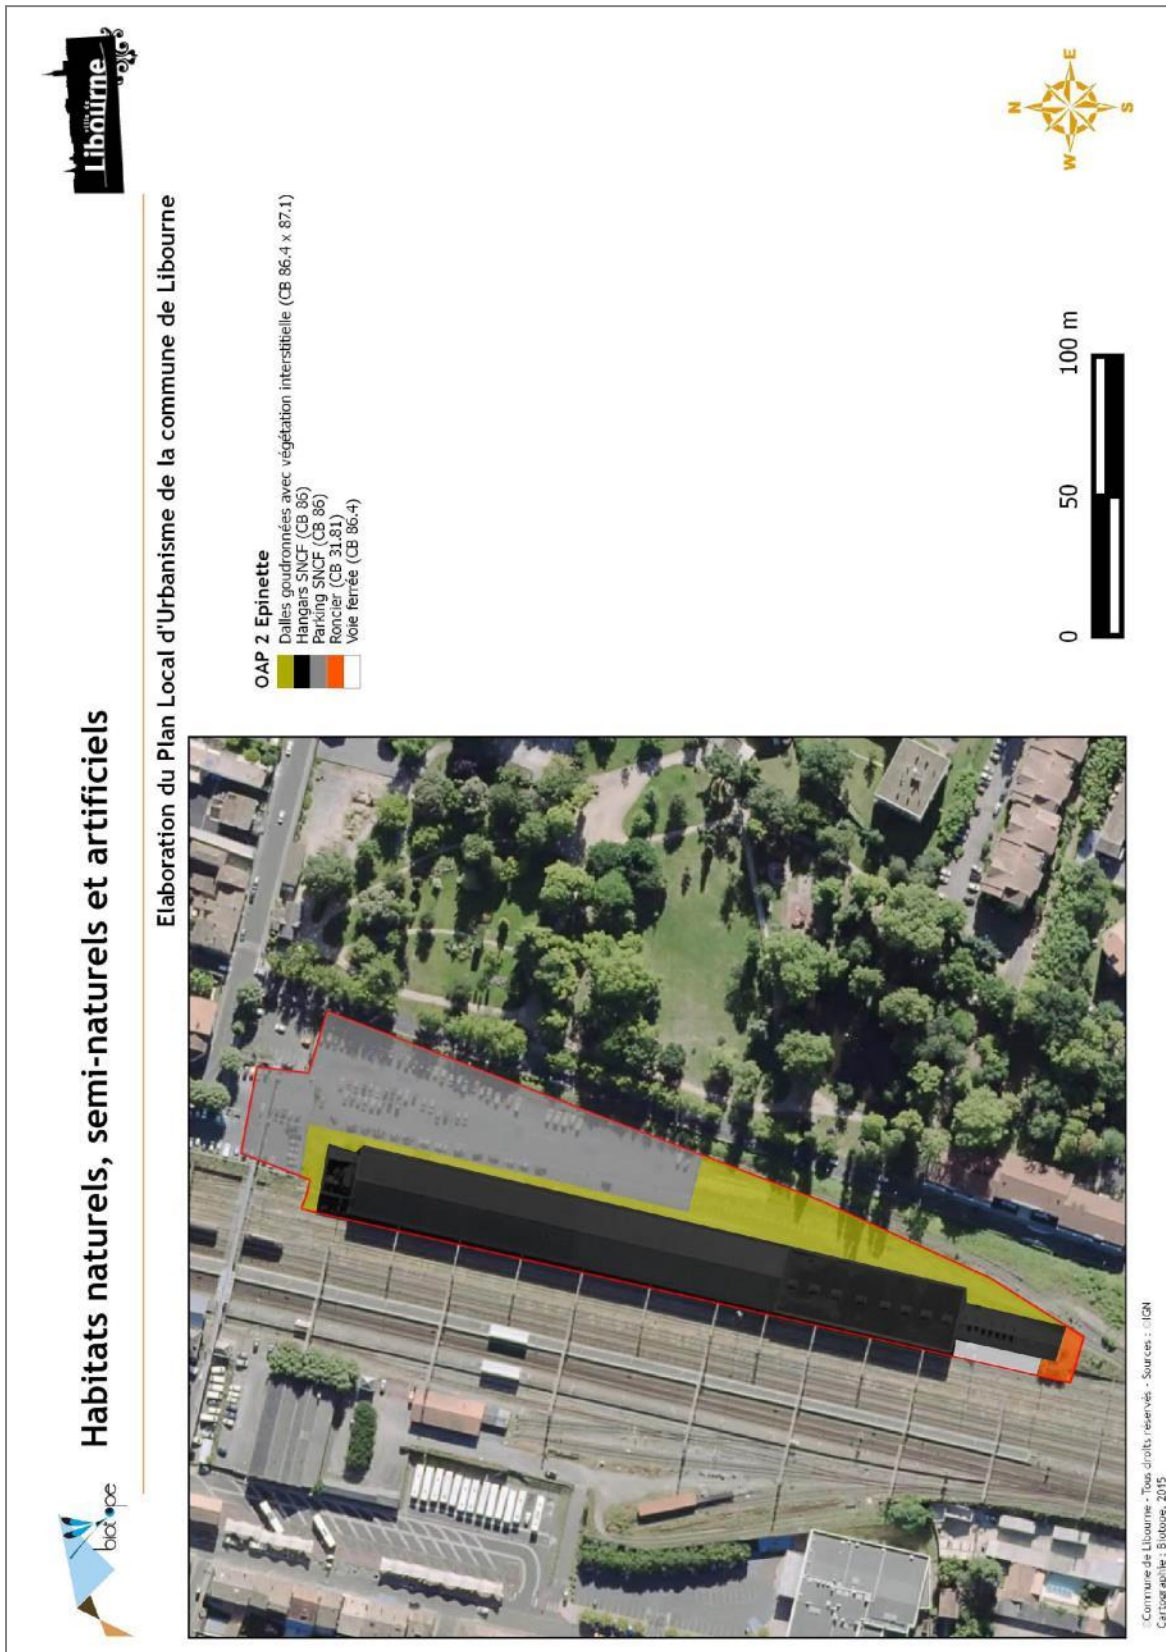 biotope
Habitats naturels, semi-naturels et artificiels
Ville de
Libourne
Elaboration du Plan Local d'Urbanisme de la commune de Libourne
OAP 2 Epinette
Dalles goudronnées avec végétation interstitielle (CB 86.4 x 87.1)
Hangars SNCF (CB 86)
Parking SNCF (CB 86)
Roncier (CB 31.81)
Voie ferrée (CB 86.4)
N
E
S
W
0 50 100 m
©Commune de Libourne - Tous droits réservés - Sources : ©IGN
Cartographie : Biotope, 2015